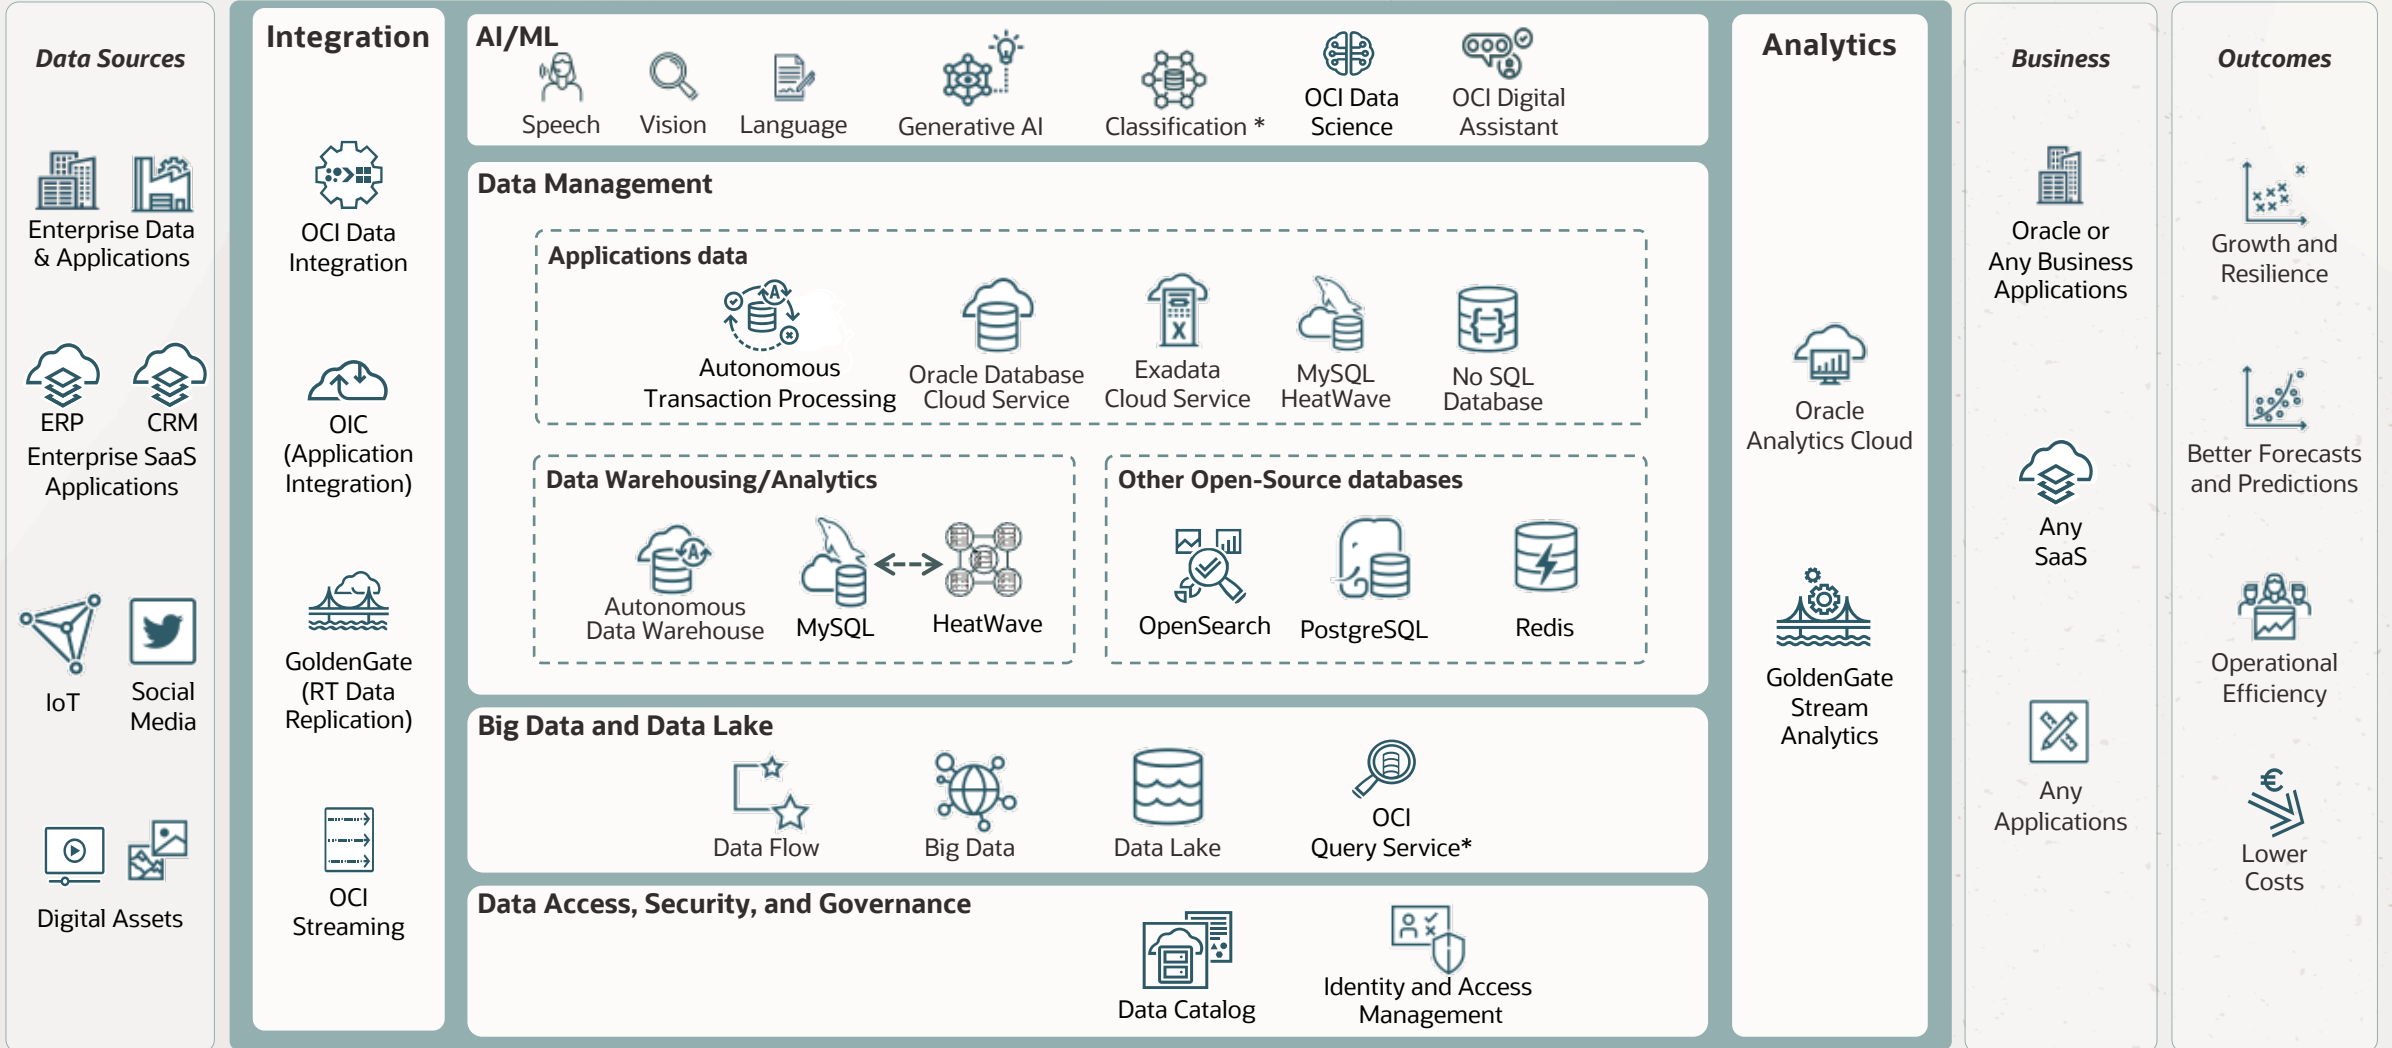 Data Sources
Enterprise Data
& Applications
ERP
CRM
Enterprise SaaS
Applications
IoT
Social
Media
Digital Assets
Integration
OCI Data
Integration
OIC
(Application
Integration)
GoldenGate
(RT Data
Replication)
OCI
Streaming
AI/ML
Speech
Vision
Language
Generative AI
Classification *
OCI Data
Science
OCI Digital
Assistant
Data Management
Applications data
Autonomous
Transaction Processing
Oracle Database
Cloud Service
X
Exadata
Cloud Service
MySQL
HeatWave
No SQL
Database
Data Warehousing/Analytics
Autonomous
Data Warehouse
MySQL
HeatWave
Other Open-Source databases
OpenSearch
PostgreSQL
Redis
Big Data and Data Lake
Data Flow
Big Data
Data Lake
OCI
Query Service*
Data Access, Security, and Governance
Data Catalog
Identity and Access
Management
Analytics
Oracle
Analytics Cloud
GoldenGate
Stream
Analytics
Business
Oracle or
Any Business
Applications
Any
SaaS
Any
Applications
Outcomes
Growth and
Resilience
Better Forecasts
and Predictions
Operational
Efficiency
€
Lower
Costs